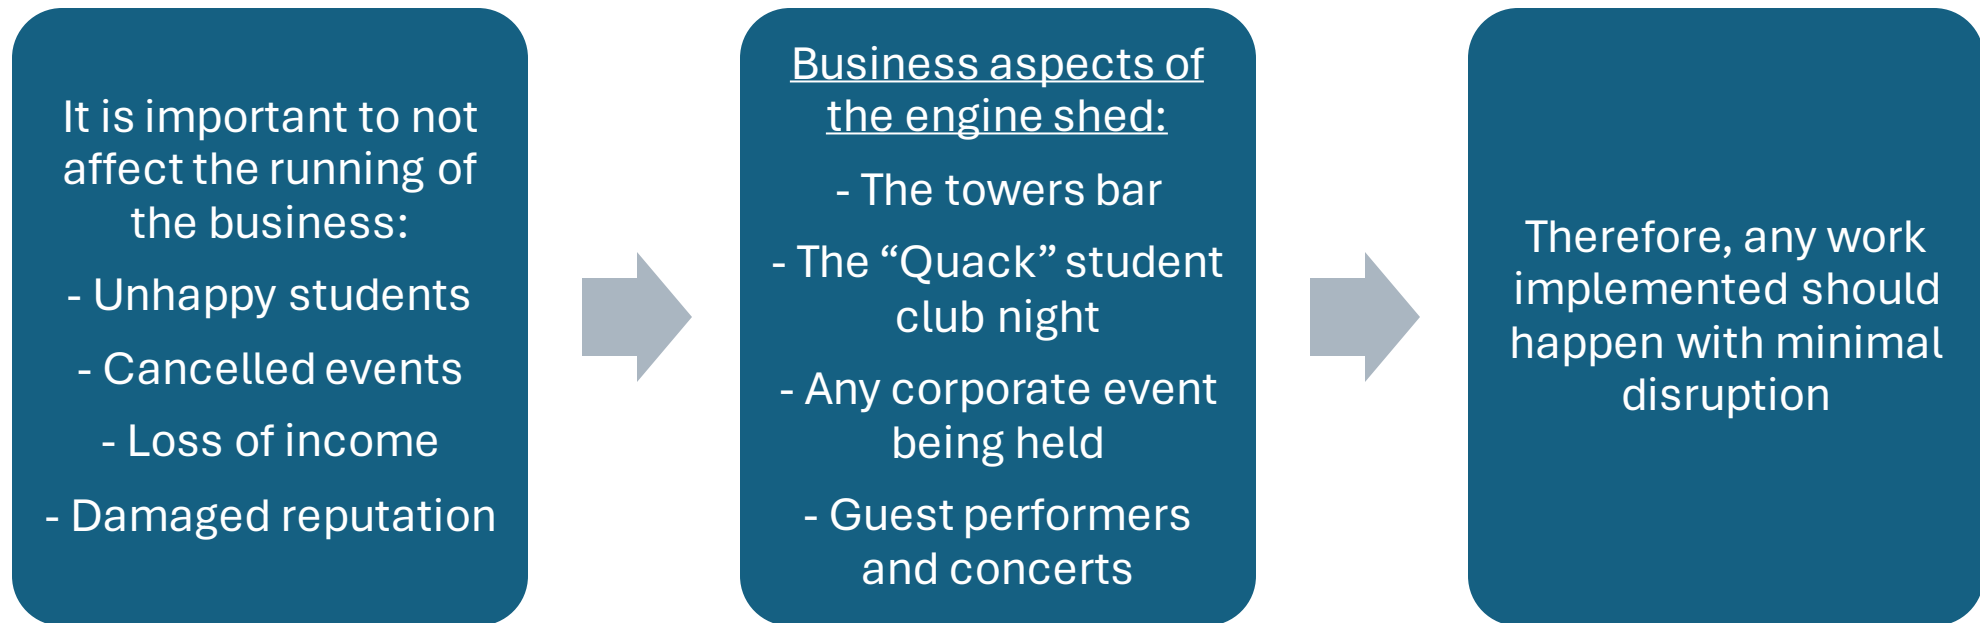 It is important to not
affect the running of
the business:
- Unhappy students
- Cancelled events
- Loss of income
- Damaged reputation
Business aspects of
the engine shed:
- The towers bar
- The “Quack” student
club night
- Any corporate event
being held
- Guest performers
and concerts
Therefore, any work
implemented should
happen with minimal
disruption